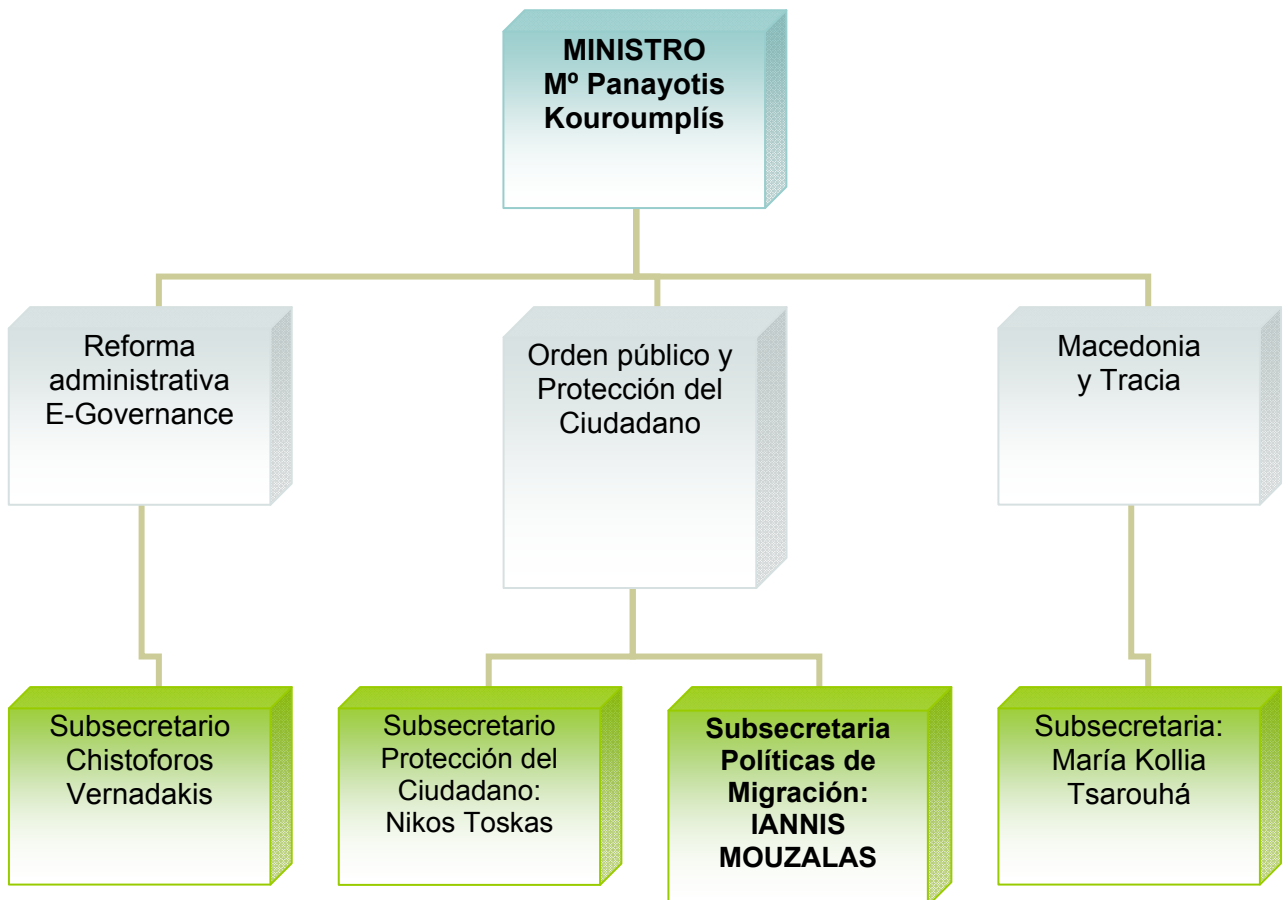 MINISTRO
Mº Panayotis
Kouroumplís
Reforma
administrativa
E-Governance
Orden público y
Protección del
Ciudadano
Macedonia
y Tracia
Subsecretario
Chistoforos
Vernadakis
Subsecretario
Protección del
Ciudadano:
Nikos Toskas
Subsecretaria
Políticas de
Migración:
IANNIS
MOUZALAS
Subsecretaria:
María Kollia
Tsarouhá